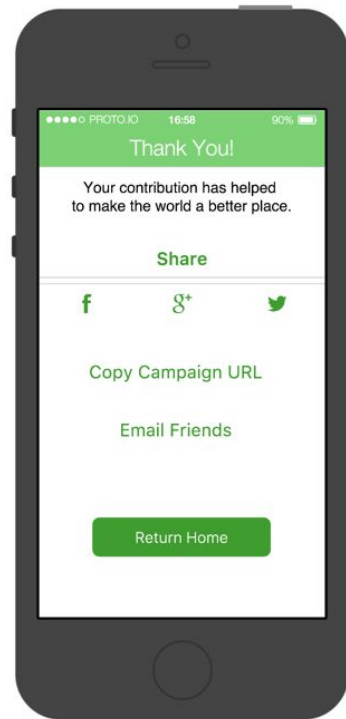 PROTO.IO 16:58 90%
Thank You!
Your contribution has helped
to make the world a better place.
Share
f g+
Copy Campaign URL
Email Friends
Return Home